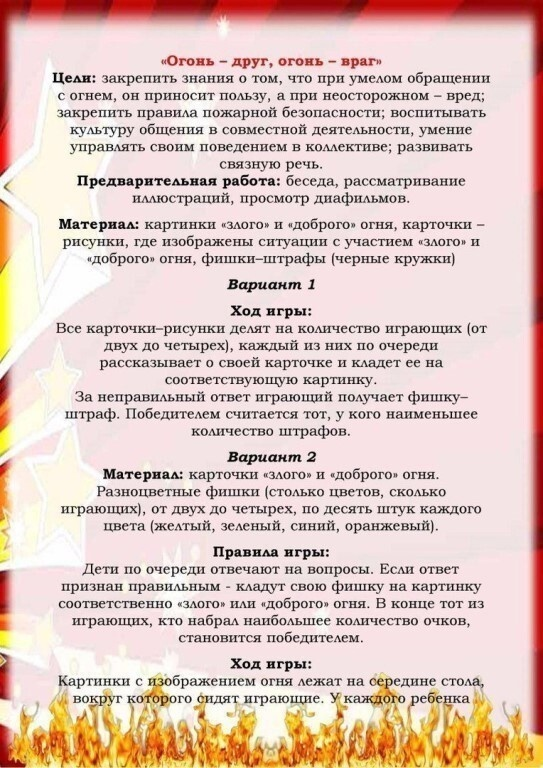 «Огонь – друг, огонь – враг»
Цели: закрепить знания о том, что при умелом обращении
с огнем, он приносит пользу, а при неосторожном – вред;
закрепить правила пожарной безопасности; воспитывать
культуру общения в совместной деятельности, умение
управлять своим поведением в коллективе; развивать
связную речь.
Предварительная работа: беседа, рассматривание
иллюстраций, просмотр диафильмов.
Материал: картинки «злого» и «доброго» огня, карточки –
рисунки, где изображены ситуации с участием «злого» и
«доброго» огня, фишки–штрафы (черные кружки)
Вариант 1
Ход игры:
Все карточки–рисунки делят на количество играющих (от
двух до четырех), каждый из них по очереди
рассказывает о своей карточке и кладет ее на
соответствующую картинку.
За неправильный ответ играющий получает фишку–
штраф. Победителем считается тот, у кого наименьшее
количество штрафов.
Вариант 2
Материал: карточки «злого» и «доброго» огня.
Разноцветные фишки (столько цветов, сколько
играющих), от двух до четырех, по десять штук каждого
цвета (желтый, зеленый, синий, оранжевый).
Правила игры:
Дети по очереди отвечают на вопросы. Если ответ
признан правильным - кладут свою фишку на картинку
соответственно «злого» или «доброго» огня. В конце тот из
играющих, кто набрал наибольшее количество очков,
становится победителем.
Ход игры:
Картинки с изображением огня лежат на середине стола,
вокруг которого сидят играющие. У каждого ребенка